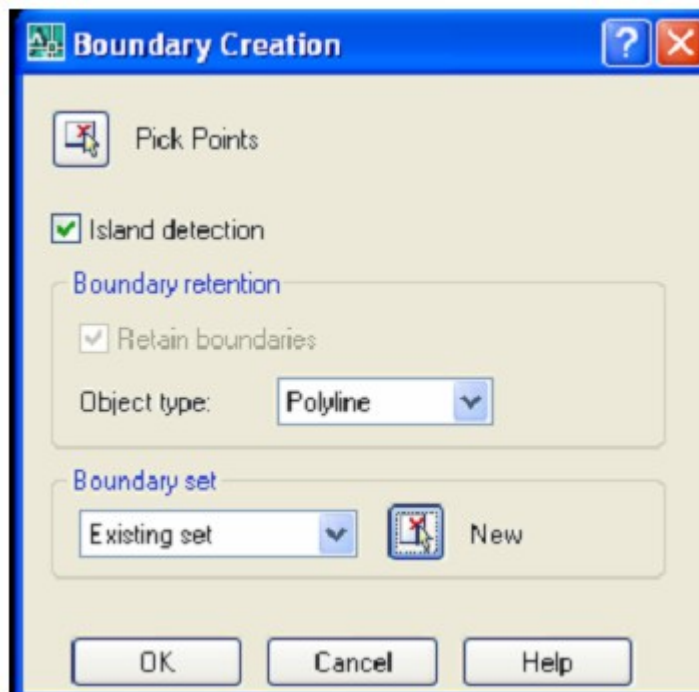 Boundary Creation
Pick Points
Island detection
Boundary retention
Retain boundaries
Object type: Polyline
Boundary set
Existing set New
OK Cancel Help